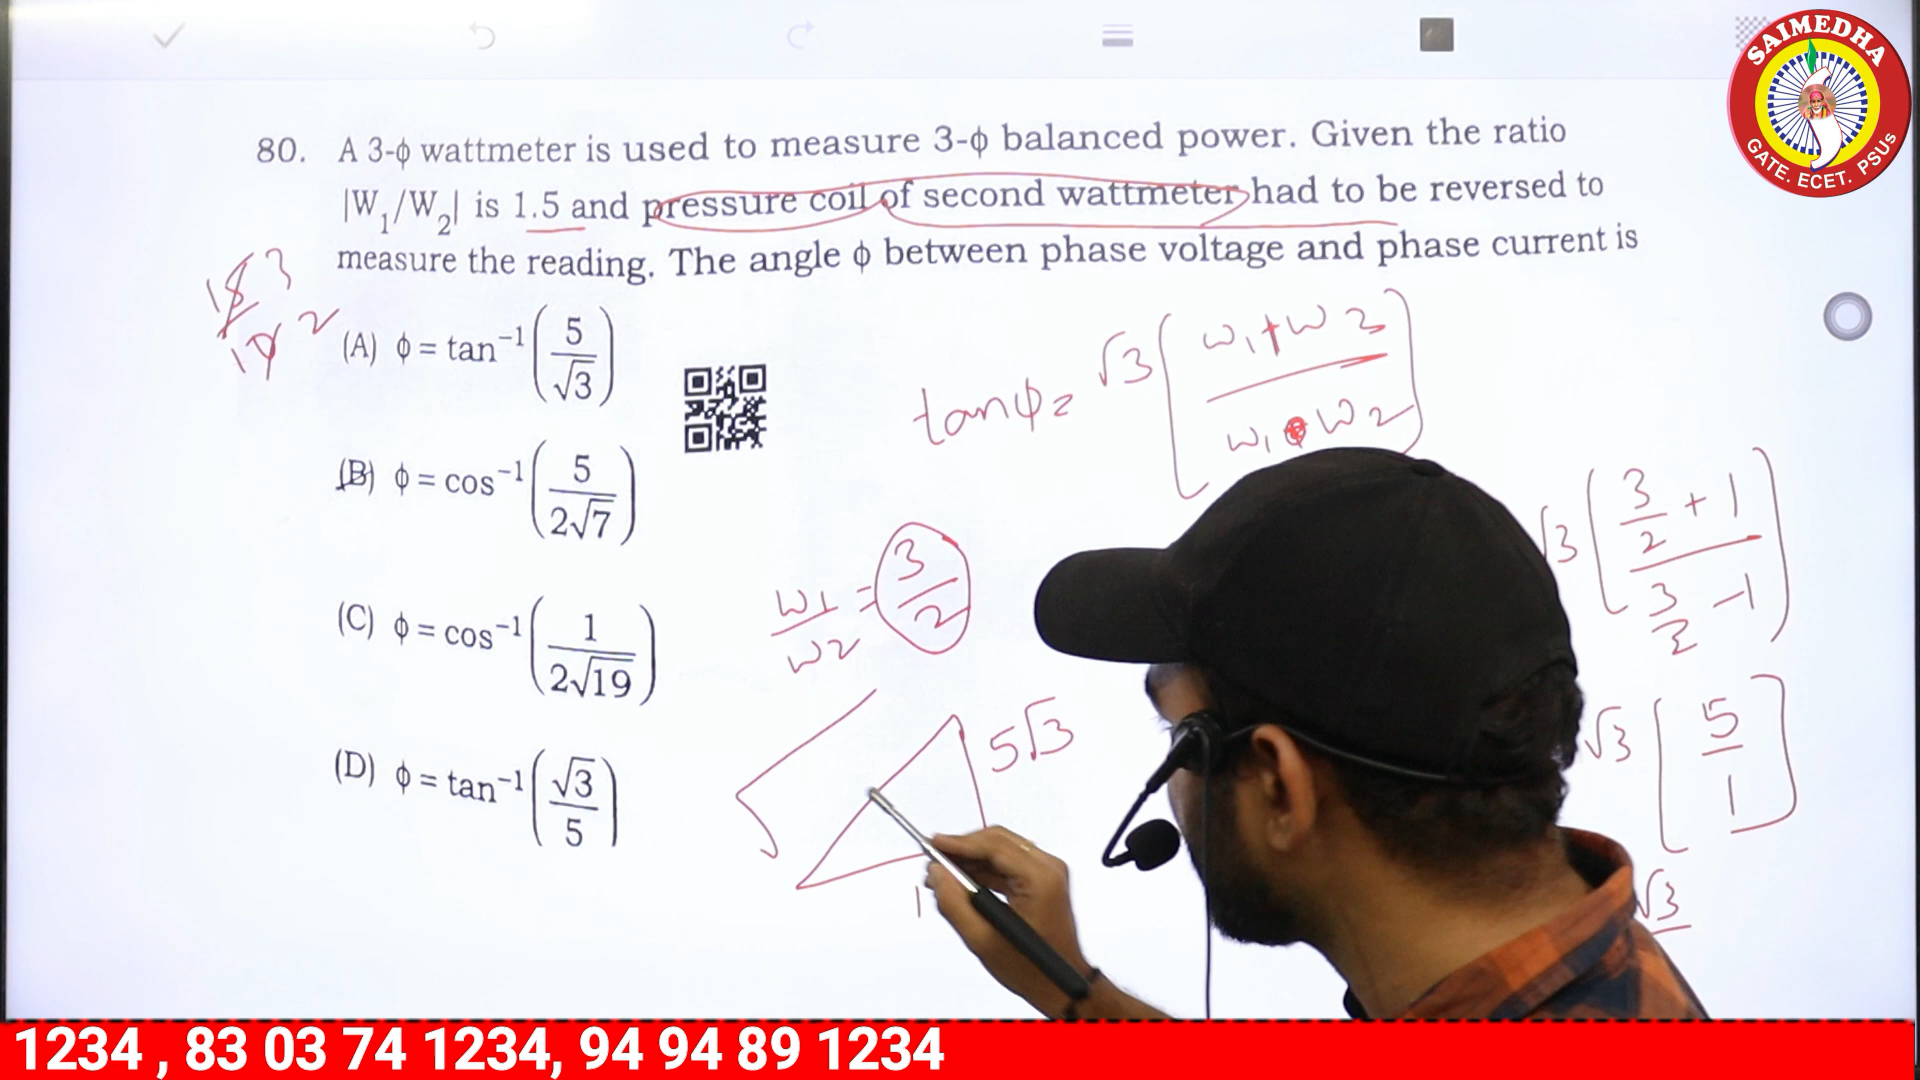 SAIMEDHA
GATE. ECET. PSUs
80. A 3-ϕ wattmeter is used to measure 3-ϕ balanced power. Given the ratio
|W₁/W₂| is 1.5 and pressure coil of second wattmeter had to be reversed to
measure the reading. The angle ϕ between phase voltage and phase current is
(A) ϕ = tan⁻¹(5/√3)
(B) ϕ = cos⁻¹(5/2√7)
(C) ϕ = cos⁻¹(1/2√19)
(D) ϕ = tan⁻¹(√3/5)
tanϕ = √3 [w₁+w2 / w₁ w2]
w1/w2 = 3/2
√3 (3/2 + 1 / 3/2 - 1)
√3 [5/1]
5√3
1
√3
1234 , 83 03 74 1234, 94 94 89 1234